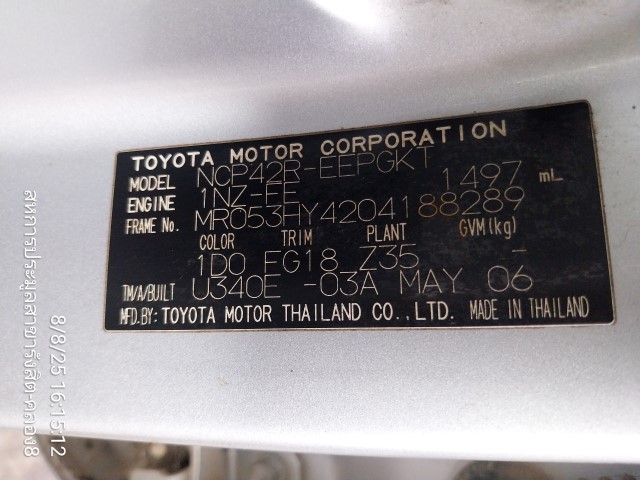 TOYOTA MOTOR CORPORATION
MODEL NCP42R-EEPGKT
ENGINE 1NZ-FE 1497 mL
FRAME No. MR053HY4204188289
COLOR TRIM PLANT GVM(kg)
1D0 FG18 Z35 -
TM/A/BUILT U340E -03A MAY 06
MFD.BY: TOYOTA MOTOR THAILAND CO.,LTD. MADE IN THAILAND
8/8/25 16:15:12